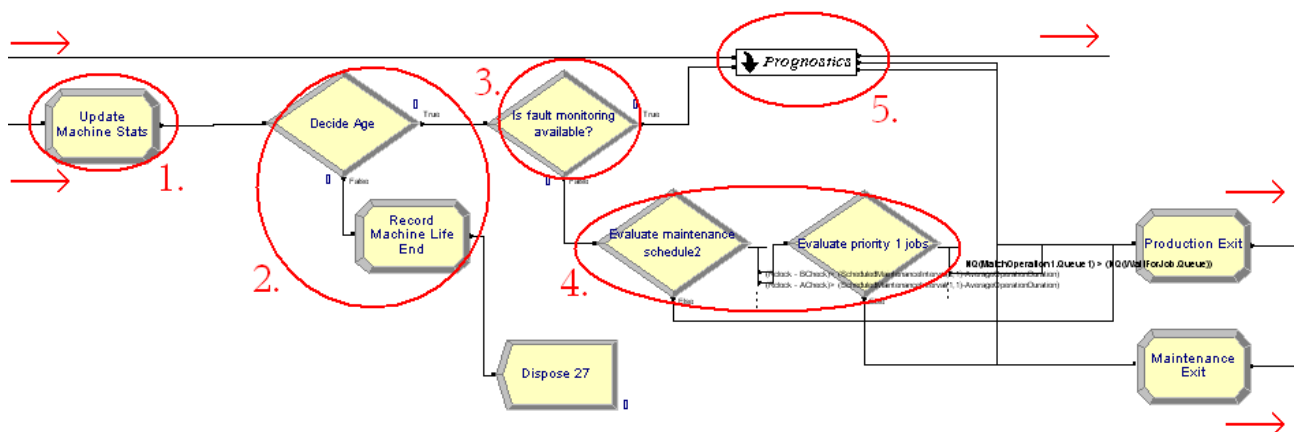 Prognostics
5.
3.
Update
Machine Stats
1.
Decide Age
True
False
2.
Is fault monitoring
available?
True
False
Record
Machine Life
End
Dispose 27
4.
Evaluate maintenance
schedule2
Else
Evaluate priority 1 jobs
Else
NQ(MatchOperation1.Queue1) > (NQ(WaitForJob.Queue))
Production Exit
Maintenance
Exit